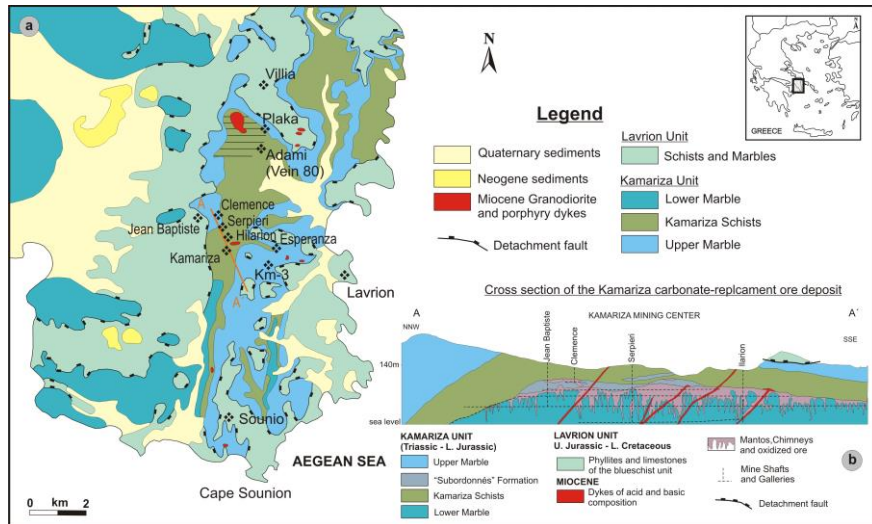 a
N
Villia
Plaka
Adami
(Vein 80)
A
Clemence
Serpieri
Jean Baptiste
Hilarion
Esperanza
Kamariza
Km-3
A
Lavrion
Sounio
AEGEAN SEA
0 km 2
Cape Sounion
N
GREECE
Legend
Quaternary sediments
Neogene sediments
Miocene Granodiorite
and porphyry dykes
Detachment fault
Lavrion Unit
Schists and Marbles
Kamariza Unit
Lower Marble
Kamariza Schists
Upper Marble
Cross section of the Kamariza carbonate-replcament ore deposit
A
A´
NNW
KAMARIZA MINING CENTER
SSE
Jean Baptiste
Clemence
Serpieri
Ilarion
140m
sea level
KAMARIZA UNIT
(Triassic - L. Jurassic)
Upper Marble
“Subordonnés” Formation
Kamariza Schists
Lower Marble
LAVRION UNIT
U. Jurassic - L. Cretaceous
Phyllites and limestones
of the blueschist unit
MIOCENE
Dykes of acid and basic
composition
Mantos,Chimneys
and oxidized ore
Mine Shafts
and Galleries
Detachment fault
b